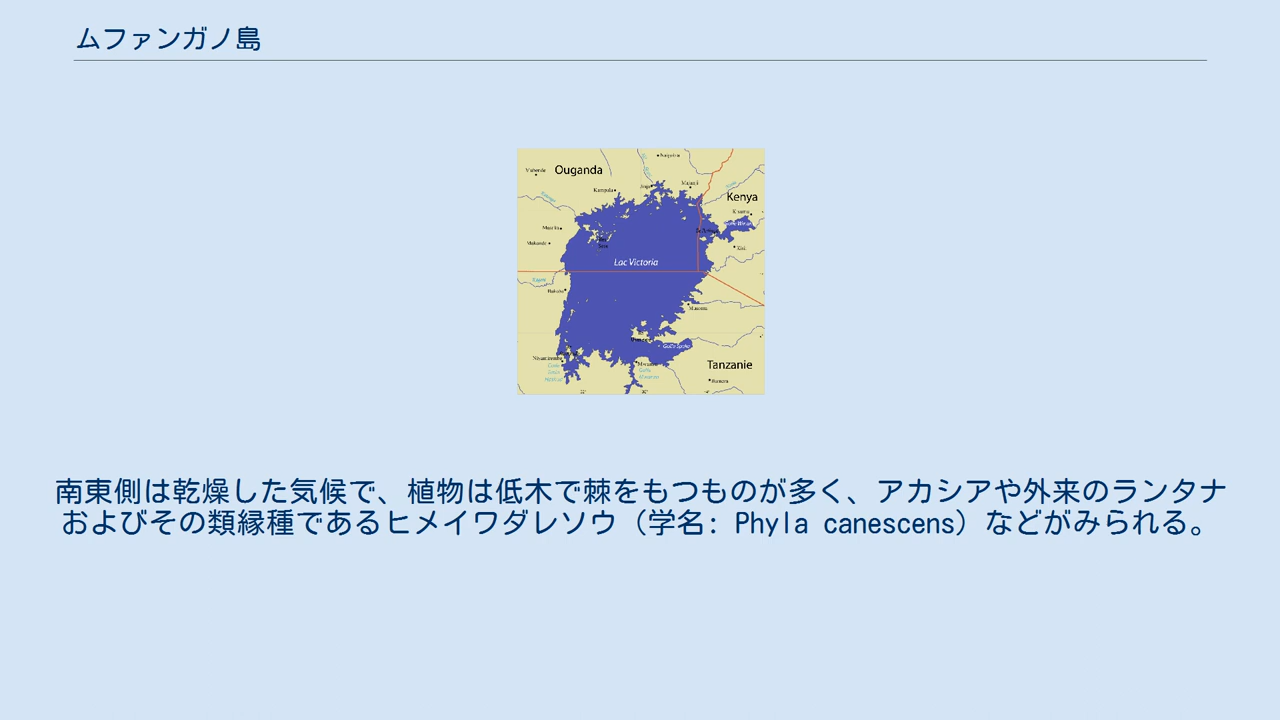 ムファンガノ島
Ouganda
Kampala
Kenya
Lac Victoria
Tanzanie
南東側は乾燥した気候で、植物は低木で棘をもつものが多く、アカシアや外来のランタナ
およびその類縁種であるヒメイワダレソウ（学名: Phyla canescens）などがみられる。